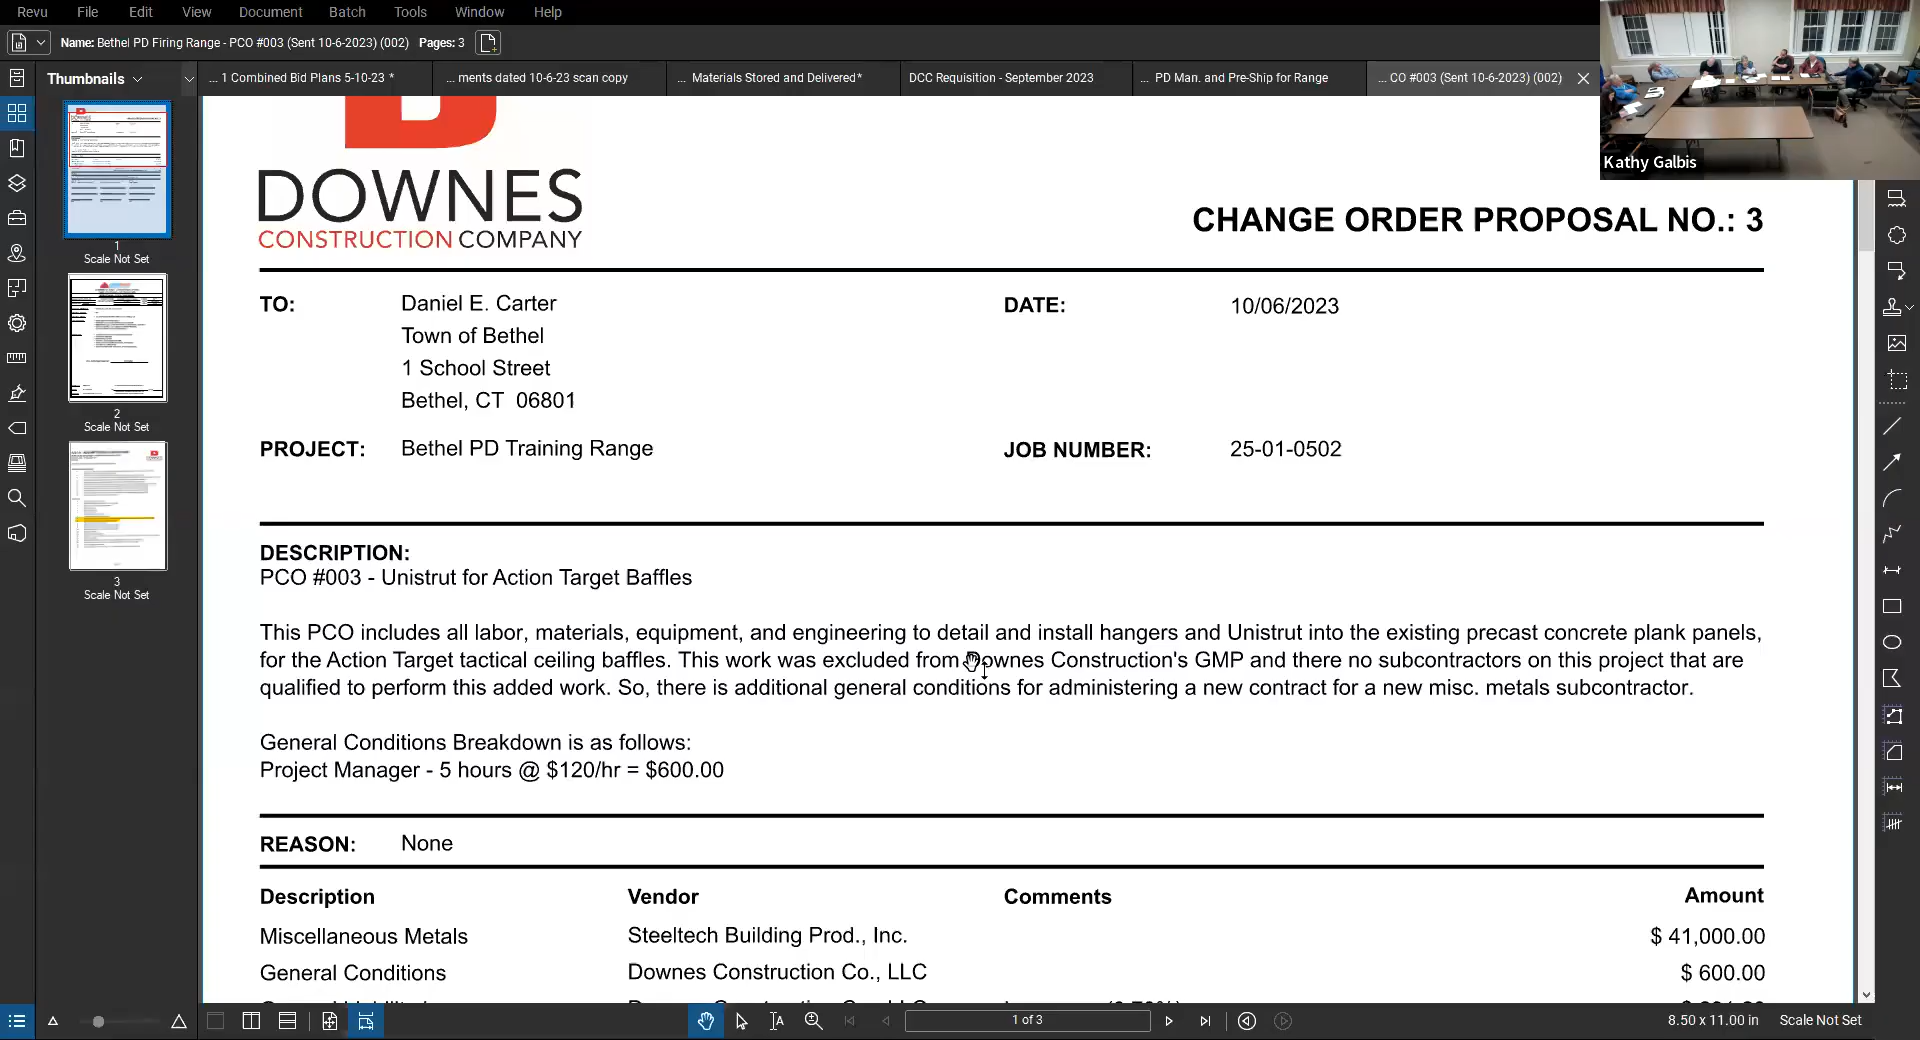 Revu File Edit View Document Batch Tools Window Help
Name: Bethel PD Firing Range - PCO #003 (Sent 10-6-2023) (002) Pages: 3
Thumbnails
... 1 Combined Bid Plans 5-10-23 * ... ments dated 10-6-23 scan copy ... Materials Stored and Delivered* DCC Requisition - September 2023 ... PD Man. and Pre-Ship for Range ... CO #003 (Sent 10-6-2023) (002)
Kathy Galbis
1
Scale Not Set
2
Scale Not Set
3
Scale Not Set
DOWNES
CONSTRUCTION COMPANY
CHANGE ORDER PROPOSAL NO.: 3
TO: Daniel E. Carter DATE: 10/06/2023
Town of Bethel
1 School Street
Bethel, CT 06801
PROJECT: Bethel PD Training Range JOB NUMBER: 25-01-0502
DESCRIPTION:
PCO #003 - Unistrut for Action Target Baffles
This PCO includes all labor, materials, equipment, and engineering to detail and install hangers and Unistrut into the existing precast concrete plank panels,
for the Action Target tactical ceiling baffles. This work was excluded from Downes Construction's GMP and there no subcontractors on this project that are
qualified to perform this added work. So, there is additional general conditions for administering a new contract for a new misc. metals subcontractor.
General Conditions Breakdown is as follows:
Project Manager - 5 hours @ $120/hr = $600.00
REASON: None
Description Vendor Comments Amount
Miscellaneous Metals Steeltech Building Prod., Inc. $ 41,000.00
General Conditions Downes Construction Co., LLC $ 600.00
1 of 3
8.50 x 11.00 in Scale Not Set